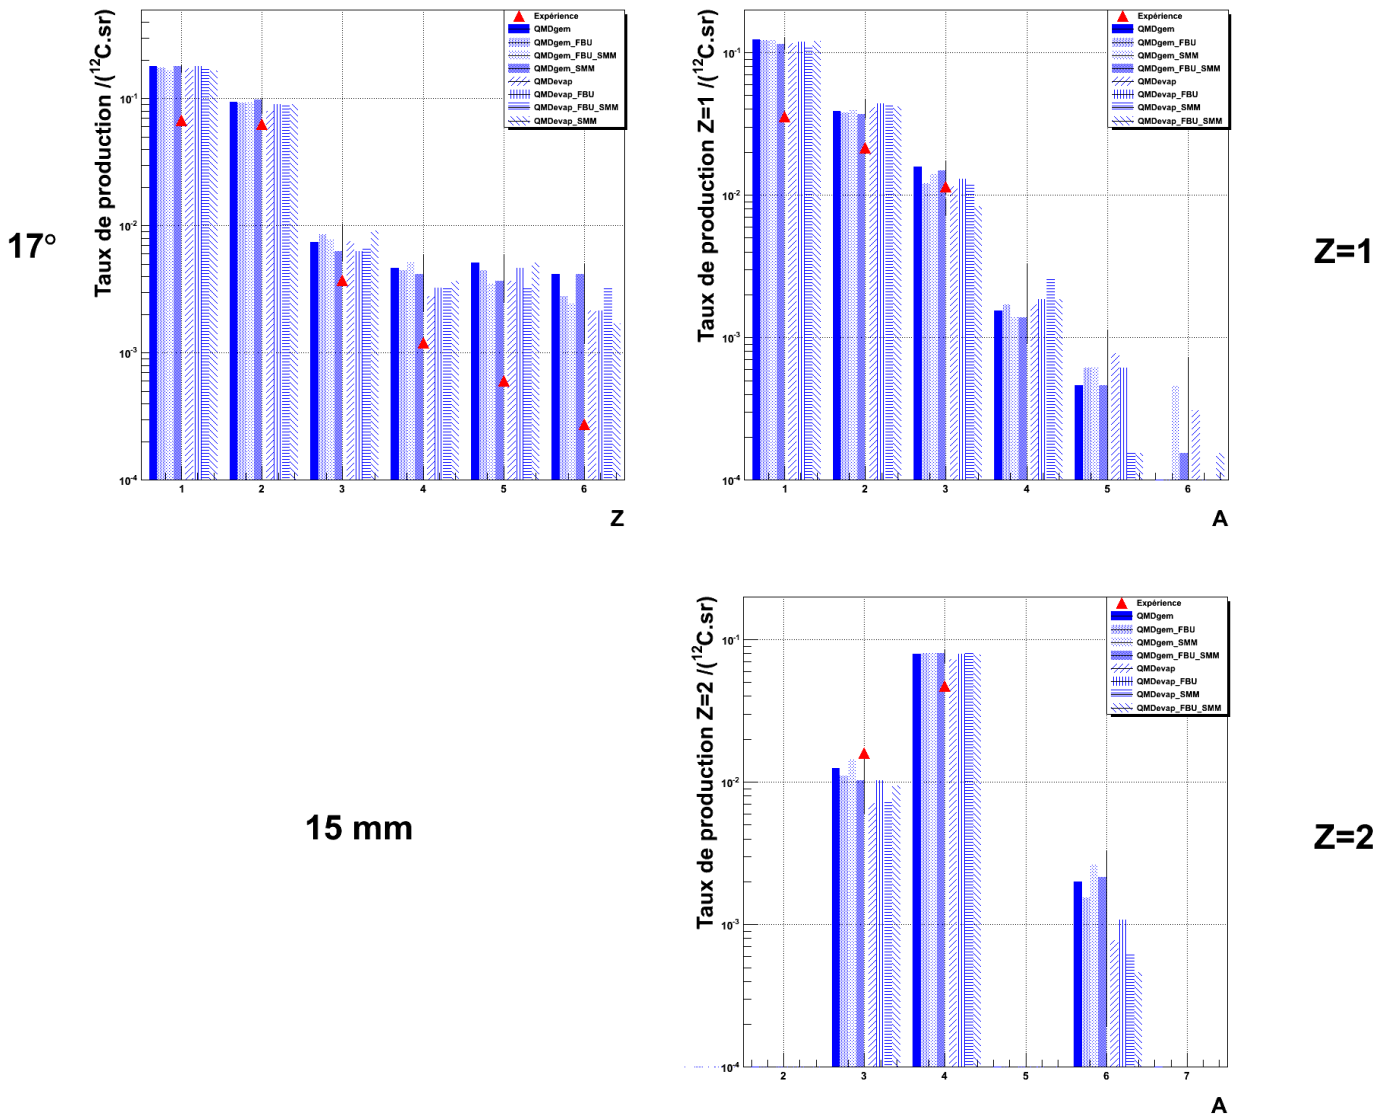 Taux de production /(¹²C.sr)
10⁻¹
10⁻²
10⁻³
10⁻⁴
1 2 3 4 5 6
Z
Expérience
QMDgem
QMDgem_FBU
QMDgem_SMM
QMDgem_FBU_SMM
QMDevap
QMDevap_FBU
QMDevap_SMM
QMDevap_FBU_SMM
17°
Taux de production Z=1 /(¹²C.sr)
10⁻¹
10⁻²
10⁻³
10⁻⁴
1 2 3 4 5 6
A
Expérience
QMDgem
QMDgem_FBU
QMDgem_SMM
QMDgem_FBU_SMM
QMDevap
QMDevap_FBU
QMDevap_SMM
QMDevap_FBU_SMM
Z=1
15 mm
Taux de production Z=2 /(¹²C.sr)
10⁻¹
10⁻²
10⁻³
10⁻⁴
2 3 4 5 6 7
A
Expérience
QMDgem
QMDgem_FBU
QMDgem_SMM
QMDgem_FBU_SMM
QMDevap
QMDevap_FBU
QMDevap_SMM
QMDevap_FBU_SMM
Z=2